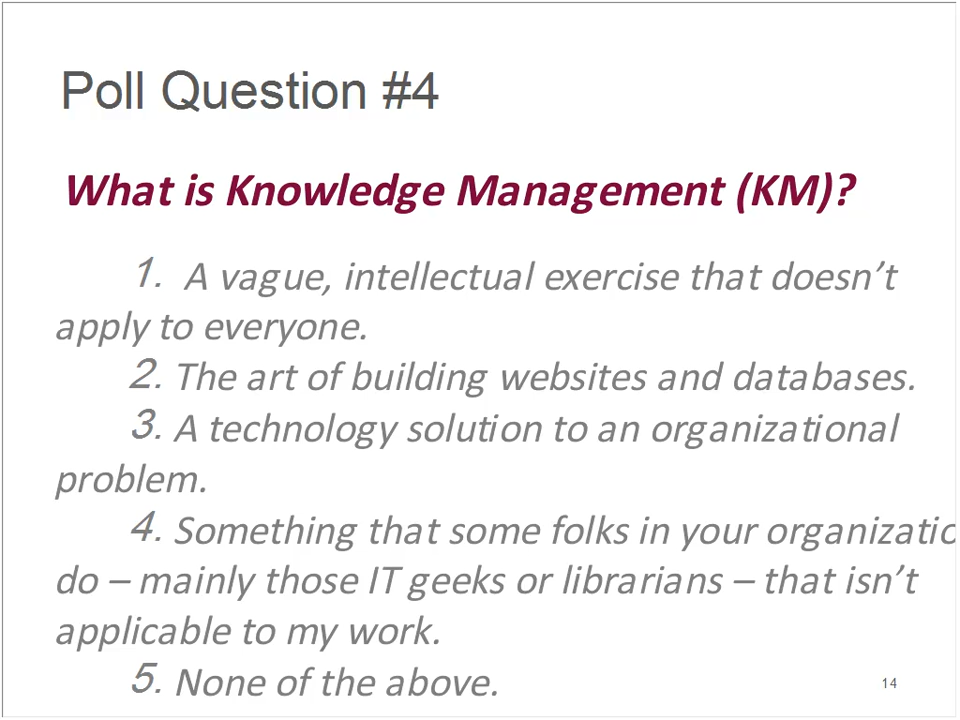 Poll Question #4
What is Knowledge Management (KM)?
1. A vague, intellectual exercise that doesn’t
apply to everyone.
2. The art of building websites and databases.
3. A technology solution to an organizational
problem.
4. Something that some folks in your organizatio
do – mainly those IT geeks or librarians – that isn’t
applicable to my work.
5. None of the above.
14